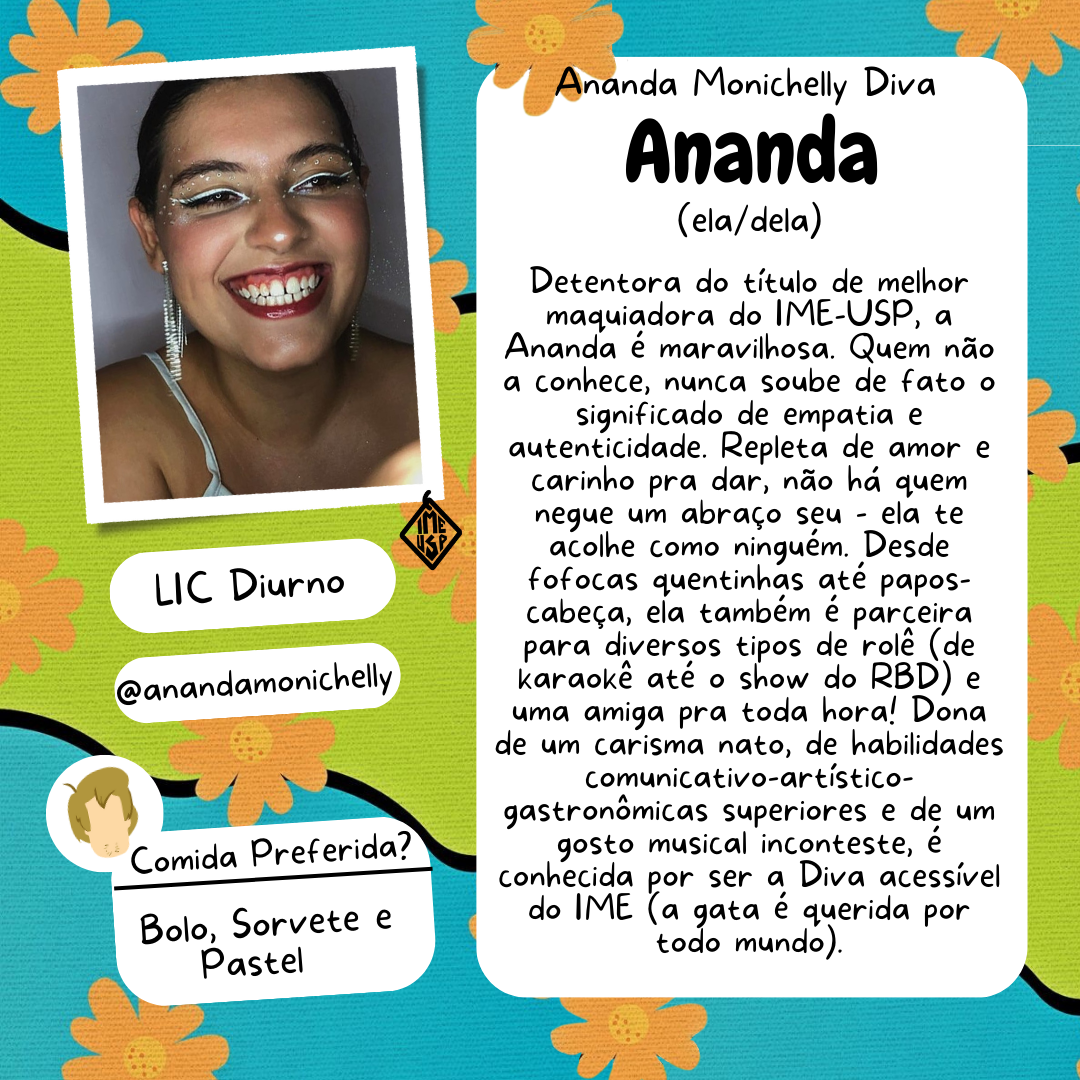 Ananda Monichelly Diva
Ananda
(ela/dela)
Detentora do título de melhor
maquiadora do IME-USP, a
Ananda é maravilhosa. Quem não
a conhece, nunca soube de fato o
significado de empatia e
autenticidade. Repleta de amor e
carinho pra dar, não há quem
negue um abraço seu - ela te
acolhe como ninguém. Desde
fofocas quentinhas até papos-
cabeça, ela também é parceira
para diversos tipos de rolê (de
karaokê até o show do RBD) e
uma amiga pra toda hora! Dona
de um carisma nato, de habilidades
comunicativo-artístico-
gastronômicas superiores e de um
gosto musical inconteste, é
conhecida por ser a Diva acessível
do IME (a gata é querida por
todo mundo).
IME
USP
LIC Diurno
@anandamonichelly
Comida Preferida?
Bolo, Sorvete e
Pastel